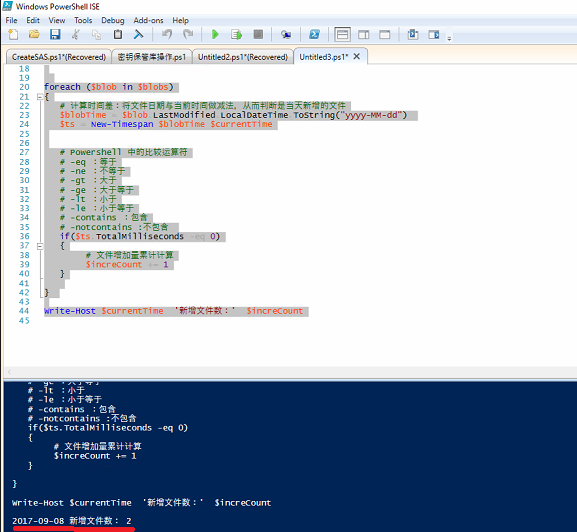 Windows PowerShell ISE
File Edit View Tools Debug Add-ons Help
CreateSAS.ps1*(Recovered) 密钥保管库操作.ps1 Untitled2.ps1*(Recovered) Untitled3.ps1* X
18
19
20 foreach ($blob in $blobs)
21 {
22 # 计算时间差：将文件日期与当前时间做减法，从而判断是当天新增的文件
23 $blobTime = $blob.LastModified.LocalDateTime.ToString("yyyy-MM-dd")
24 $ts = New-Timespan $blobTime $currentTime
25
26
27 # Powershell 中的比较运算符
28 # -eq ：等于
29 # -ne ：不等于
30 # -gt ：大于
31 # -ge ：大于等于
32 # -lt ：小于
33 # -le ：小于等于
34 # -contains ：包含
35 # -notcontains :不包含
36 if($ts.TotalMilliseconds -eq 0)
37 {
38 # 文件增加量累计计算
39 $increCount += 1
40 }
41
42 }
43
44 Write-Host $currentTime '新增文件数：' $increCount
45
# -ge ：大于等于
# -lt ：小于
# -le ：小于等于
# -contains ：包含
# -notcontains :不包含
if($ts.TotalMilliseconds -eq 0)
{
# 文件增加量累计计算
$increCount += 1
}
}
Write-Host $currentTime '新增文件数：' $increCount
2017-09-08 新增文件数： 2